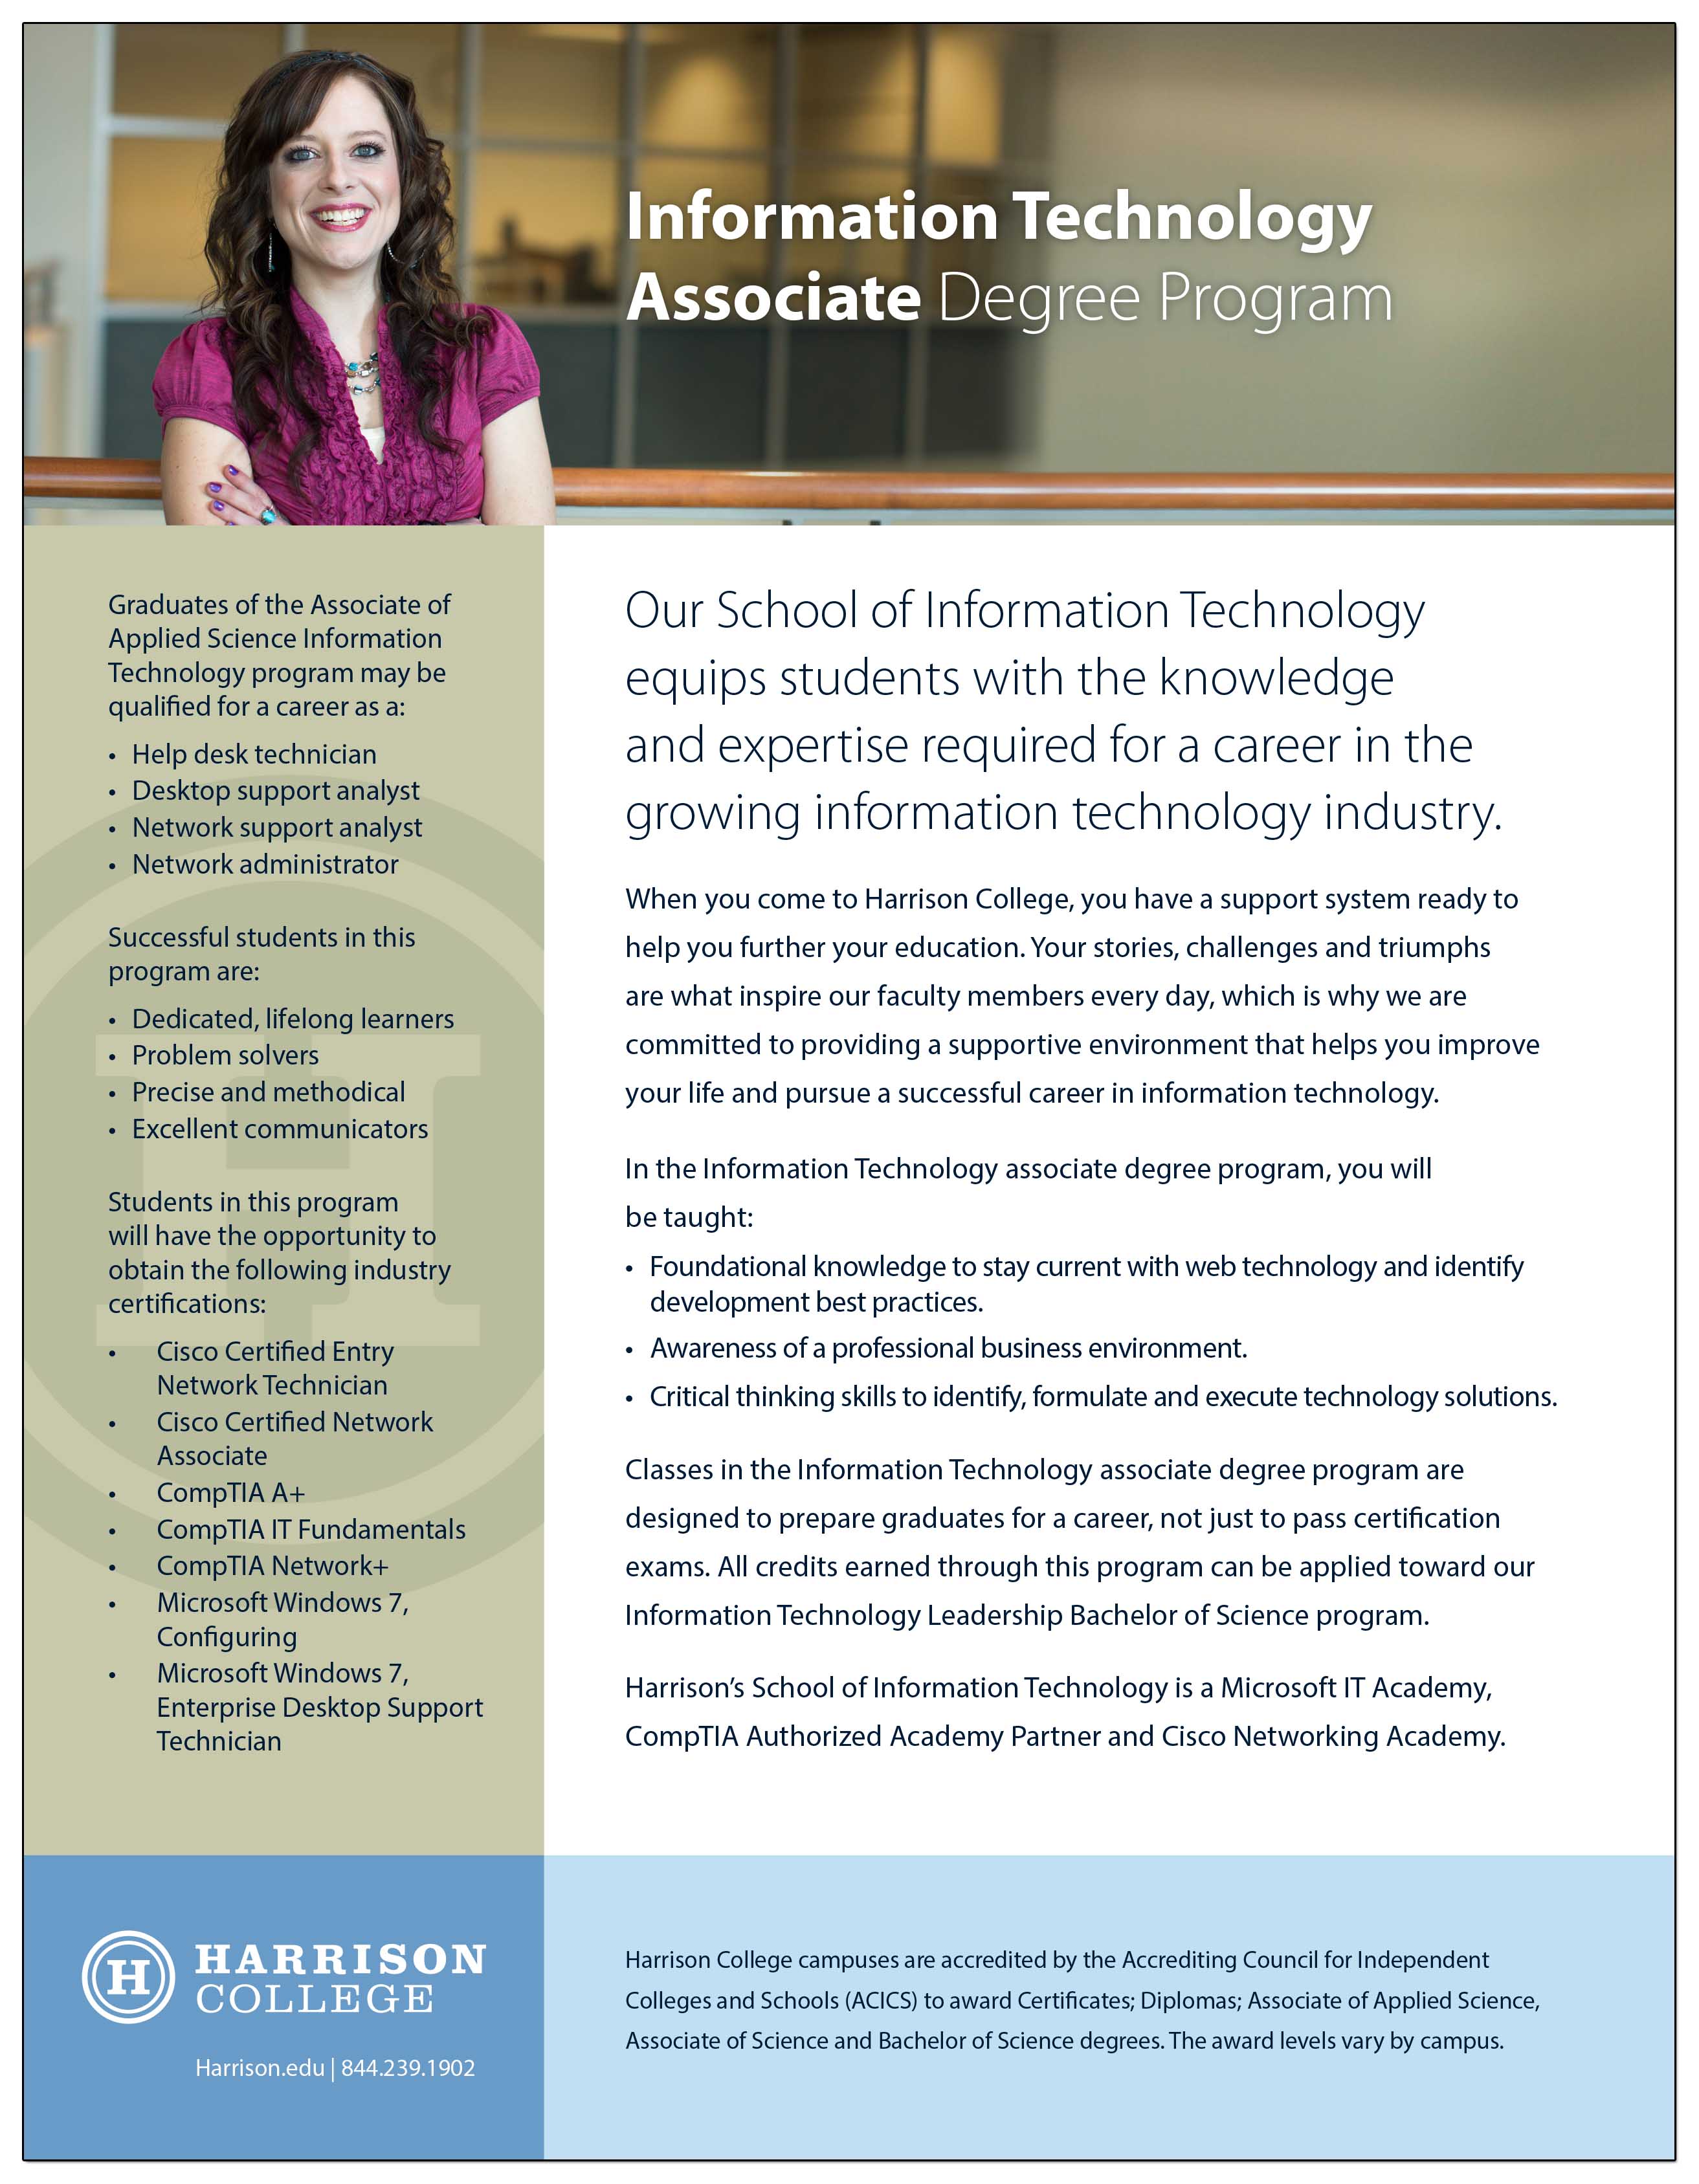 Information Technology
Associate Degree Program
Graduates of the Associate of
Applied Science Information
Technology program may be
qualified for a career as a:
• Help desk technician
• Desktop support analyst
• Network support analyst
• Network administrator
Successful students in this
program are:
• Dedicated, lifelong learners
• Problem solvers
• Precise and methodical
• Excellent communicators
Students in this program
will have the opportunity to
obtain the following industry
certifications:
• Cisco Certified Entry
Network Technician
• Cisco Certified Network
Associate
• CompTIA A+
• CompTIA IT Fundamentals
• CompTIA Network+
• Microsoft Windows 7,
Configuring
• Microsoft Windows 7,
Enterprise Desktop Support
Technician
Our School of Information Technology
equips students with the knowledge
and expertise required for a career in the
growing information technology industry.
When you come to Harrison College, you have a support system ready to
help you further your education. Your stories, challenges and triumphs
are what inspire our faculty members every day, which is why we are
committed to providing a supportive environment that helps you improve
your life and pursue a successful career in information technology.
In the Information Technology associate degree program, you will
be taught:
• Foundational knowledge to stay current with web technology and identify
development best practices.
• Awareness of a professional business environment.
• Critical thinking skills to identify, formulate and execute technology solutions.
Classes in the Information Technology associate degree program are
designed to prepare graduates for a career, not just to pass certification
exams. All credits earned through this program can be applied toward our
Information Technology Leadership Bachelor of Science program.
Harrison’s School of Information Technology is a Microsoft IT Academy,
CompTIA Authorized Academy Partner and Cisco Networking Academy.
H
HARRISON
COLLEGE
Harrison.edu | 844.239.1902
Harrison College campuses are accredited by the Accrediting Council for Independent
Colleges and Schools (ACICS) to award Certificates; Diplomas; Associate of Applied Science,
Associate of Science and Bachelor of Science degrees. The award levels vary by campus.